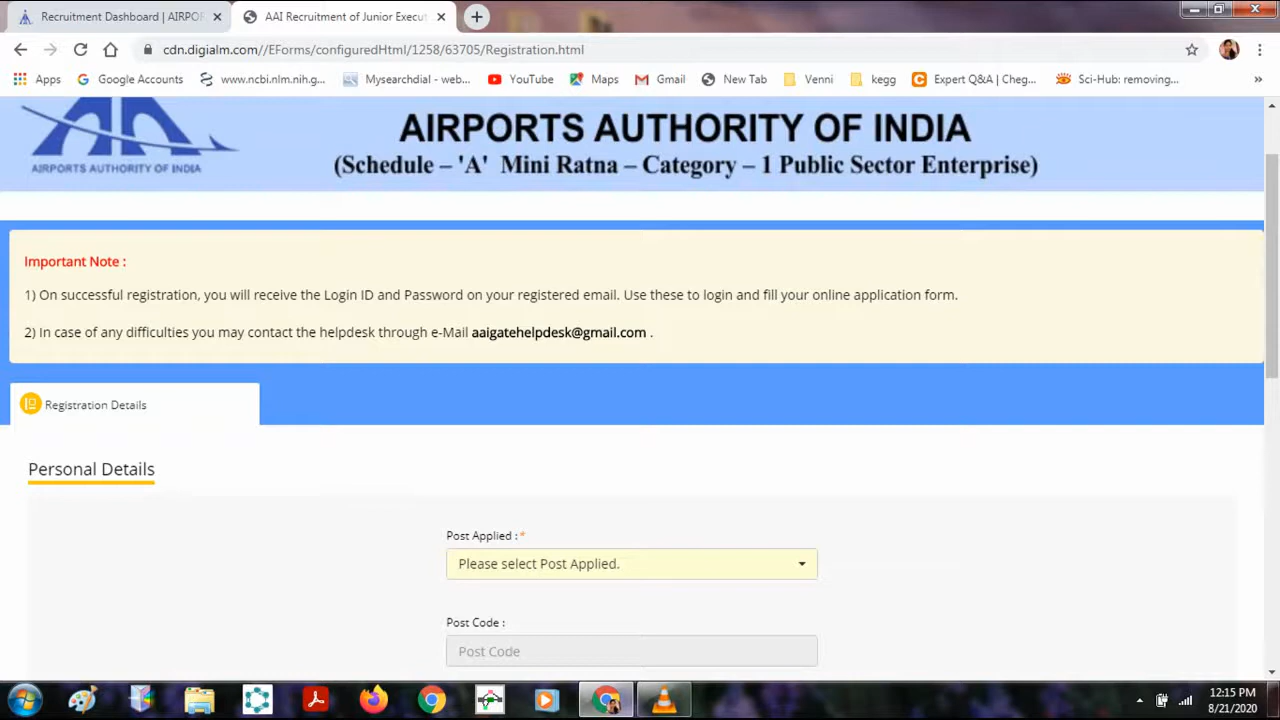 Recruitment Dashboard | AIRPOR
AAI Recruitment of Junior Execut
cdn.digialm.com//EForms/configuredHtml/1258/63705/Registration.html
Apps
Google Accounts
www.ncbi.nlm.nih.g...
Mysearchdial - web...
YouTube
Maps
Gmail
New Tab
Venni
kegg
Expert Q&A | Cheg...
Sci-Hub: removing...
»
AIRPORTS AUTHORITY OF INDIA
AIRPORTS AUTHORITY OF INDIA
(Schedule – 'A' Mini Ratna – Category – 1 Public Sector Enterprise)
Important Note :
1) On successful registration, you will receive the Login ID and Password on your registered email. Use these to login and fill your online application form.
2) In case of any difficulties you may contact the helpdesk through e-Mail aaigatehelpdesk@gmail.com .
Registration Details
Personal Details
Post Applied : *
Please select Post Applied.
Post Code :
Post Code
12:15 PM
8/21/2020